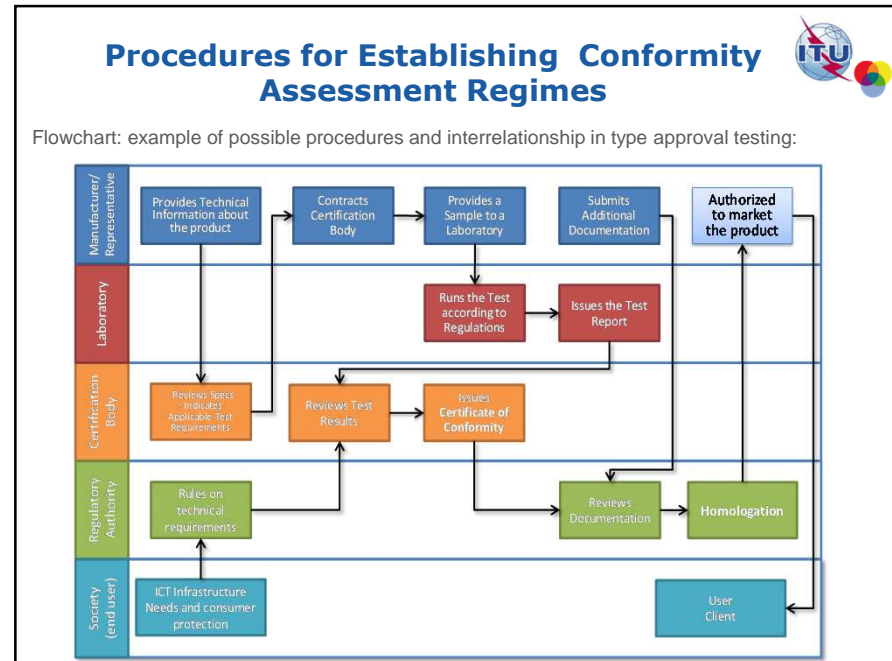 Procedures for Establishing Conformity
Assessment Regimes
ITU
Flowchart: example of possible procedures and interrelationship in type approval testing:
Manufacturer/
Representative
Provides Technical
Information about
the product
Contracts
Certification
Body
Provides a
Sample to a
Laboratory
Submits
Additional
Documentation
Authorized
to market
the product
Laboratory
Runs the Test
according to
Regulations
Issues the Test
Report
Certification
Body
- Reviews Specs
- Indicates
Applicable Test
Requirements
Reviews Test
Results
Issues
Certificate of
Conformity
Regulatory
Authority
Rules on
technical
requirements
Reviews
Documentation
Homologation
Society
(end user)
ICT Infrastructure
Needs and consumer
protection
User
Client